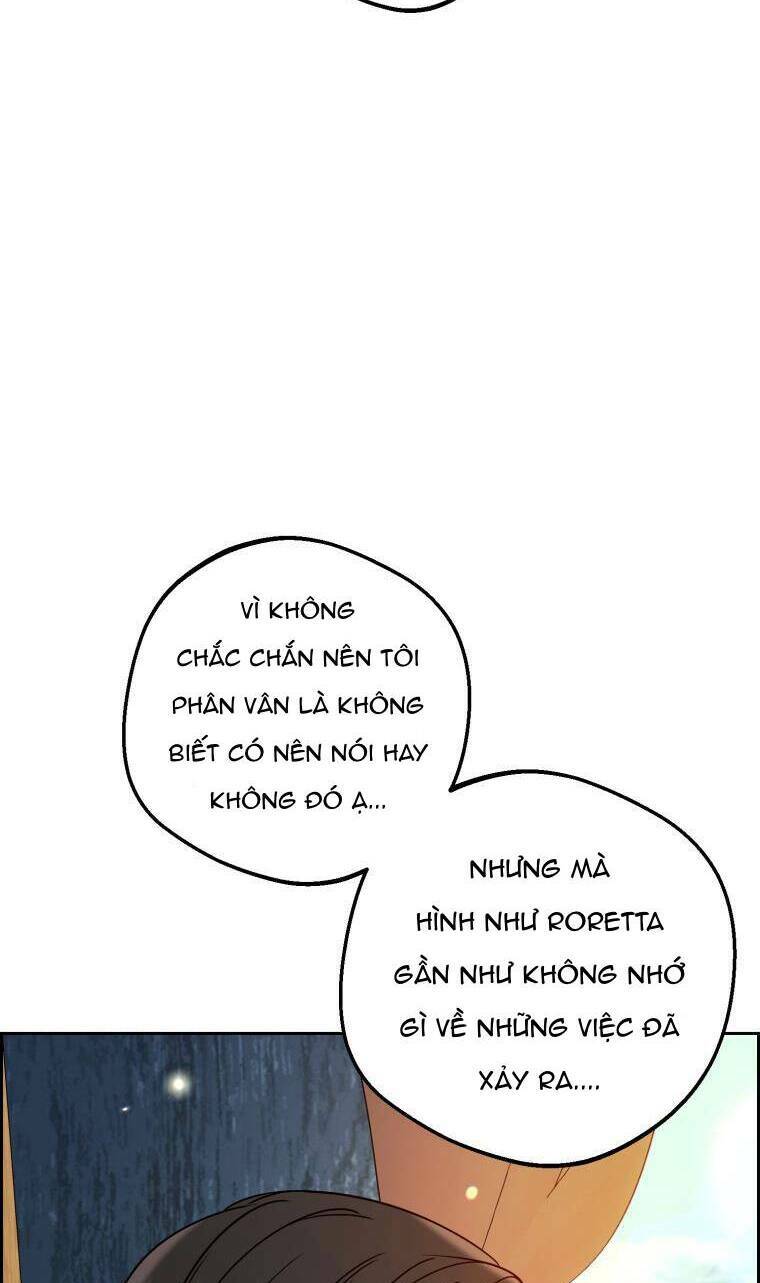 VÌ KHÔNG
CHẮC CHẮN NÊN TÔI
PHÂN VÂN LÀ KHÔNG
BIẾT CÓ NÊN NÓI HAY
KHÔNG ĐÓ Ạ...
NHƯNG MÀ
HÌNH NHƯ RORETTA
GẦN NHƯ KHÔNG NHỚ
GÌ VỀ NHỮNG VIỆC ĐÃ
XẢY RA....